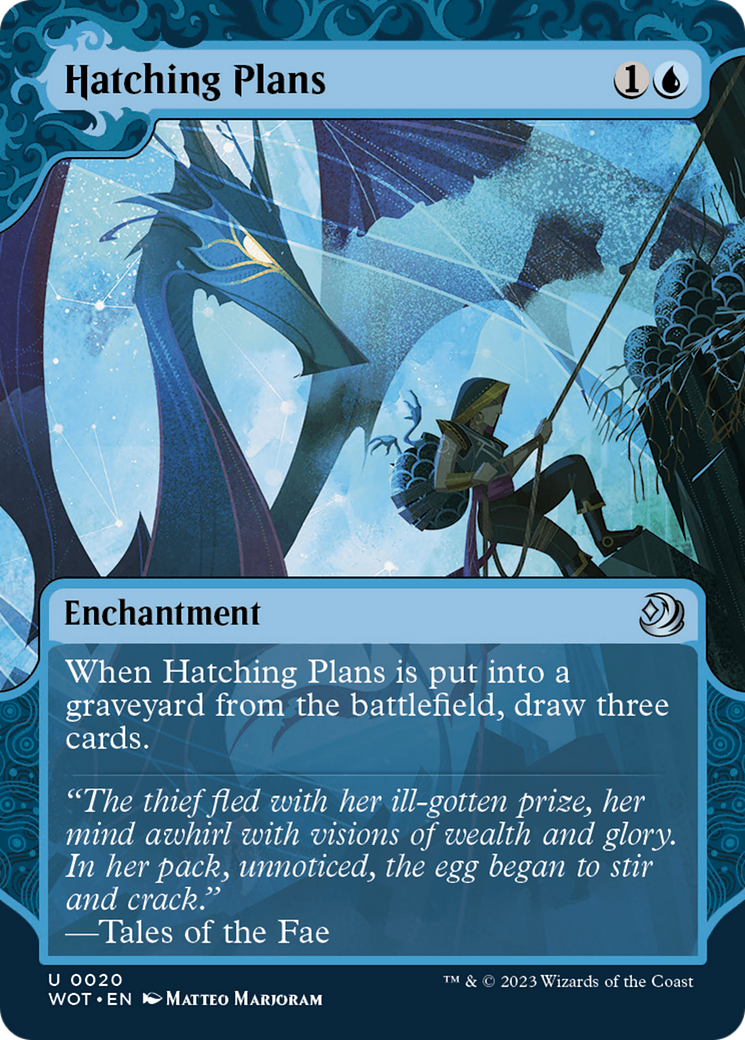 Hatching Plans 1
Enchantment
When Hatching Plans is put into a
graveyard from the battlefield, draw three
cards.
“The thief fled with her ill-gotten prize, her
mind awhirl with visions of wealth and glory.
In her pack, unnoticed, the egg began to stir
and crack.”
—Tales of the Fae
U 0020
WOT • EN Matteo Marjoram
™ & © 2023 Wizards of the Coast